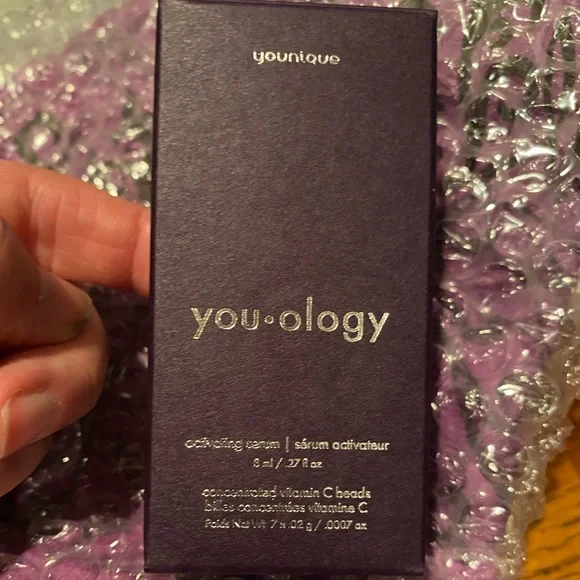 younique
you·ology
activating serum | sérum activateur
8 ml / .27 fl oz
concentrated vitamin C beads
billes concentrées vitamine C
Poids Net Wt 7 x .02 g / .0007 oz